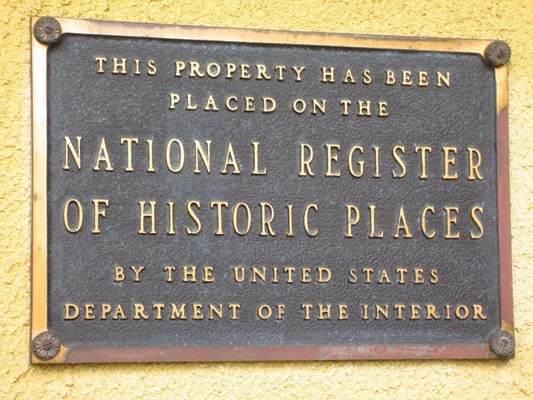 THIS PROPERTY HAS BEEN
PLACED ON THE
NATIONAL REGISTER
OF HISTORIC PLACES
BY THE UNITED STATES
DEPARTMENT OF THE INTERIOR